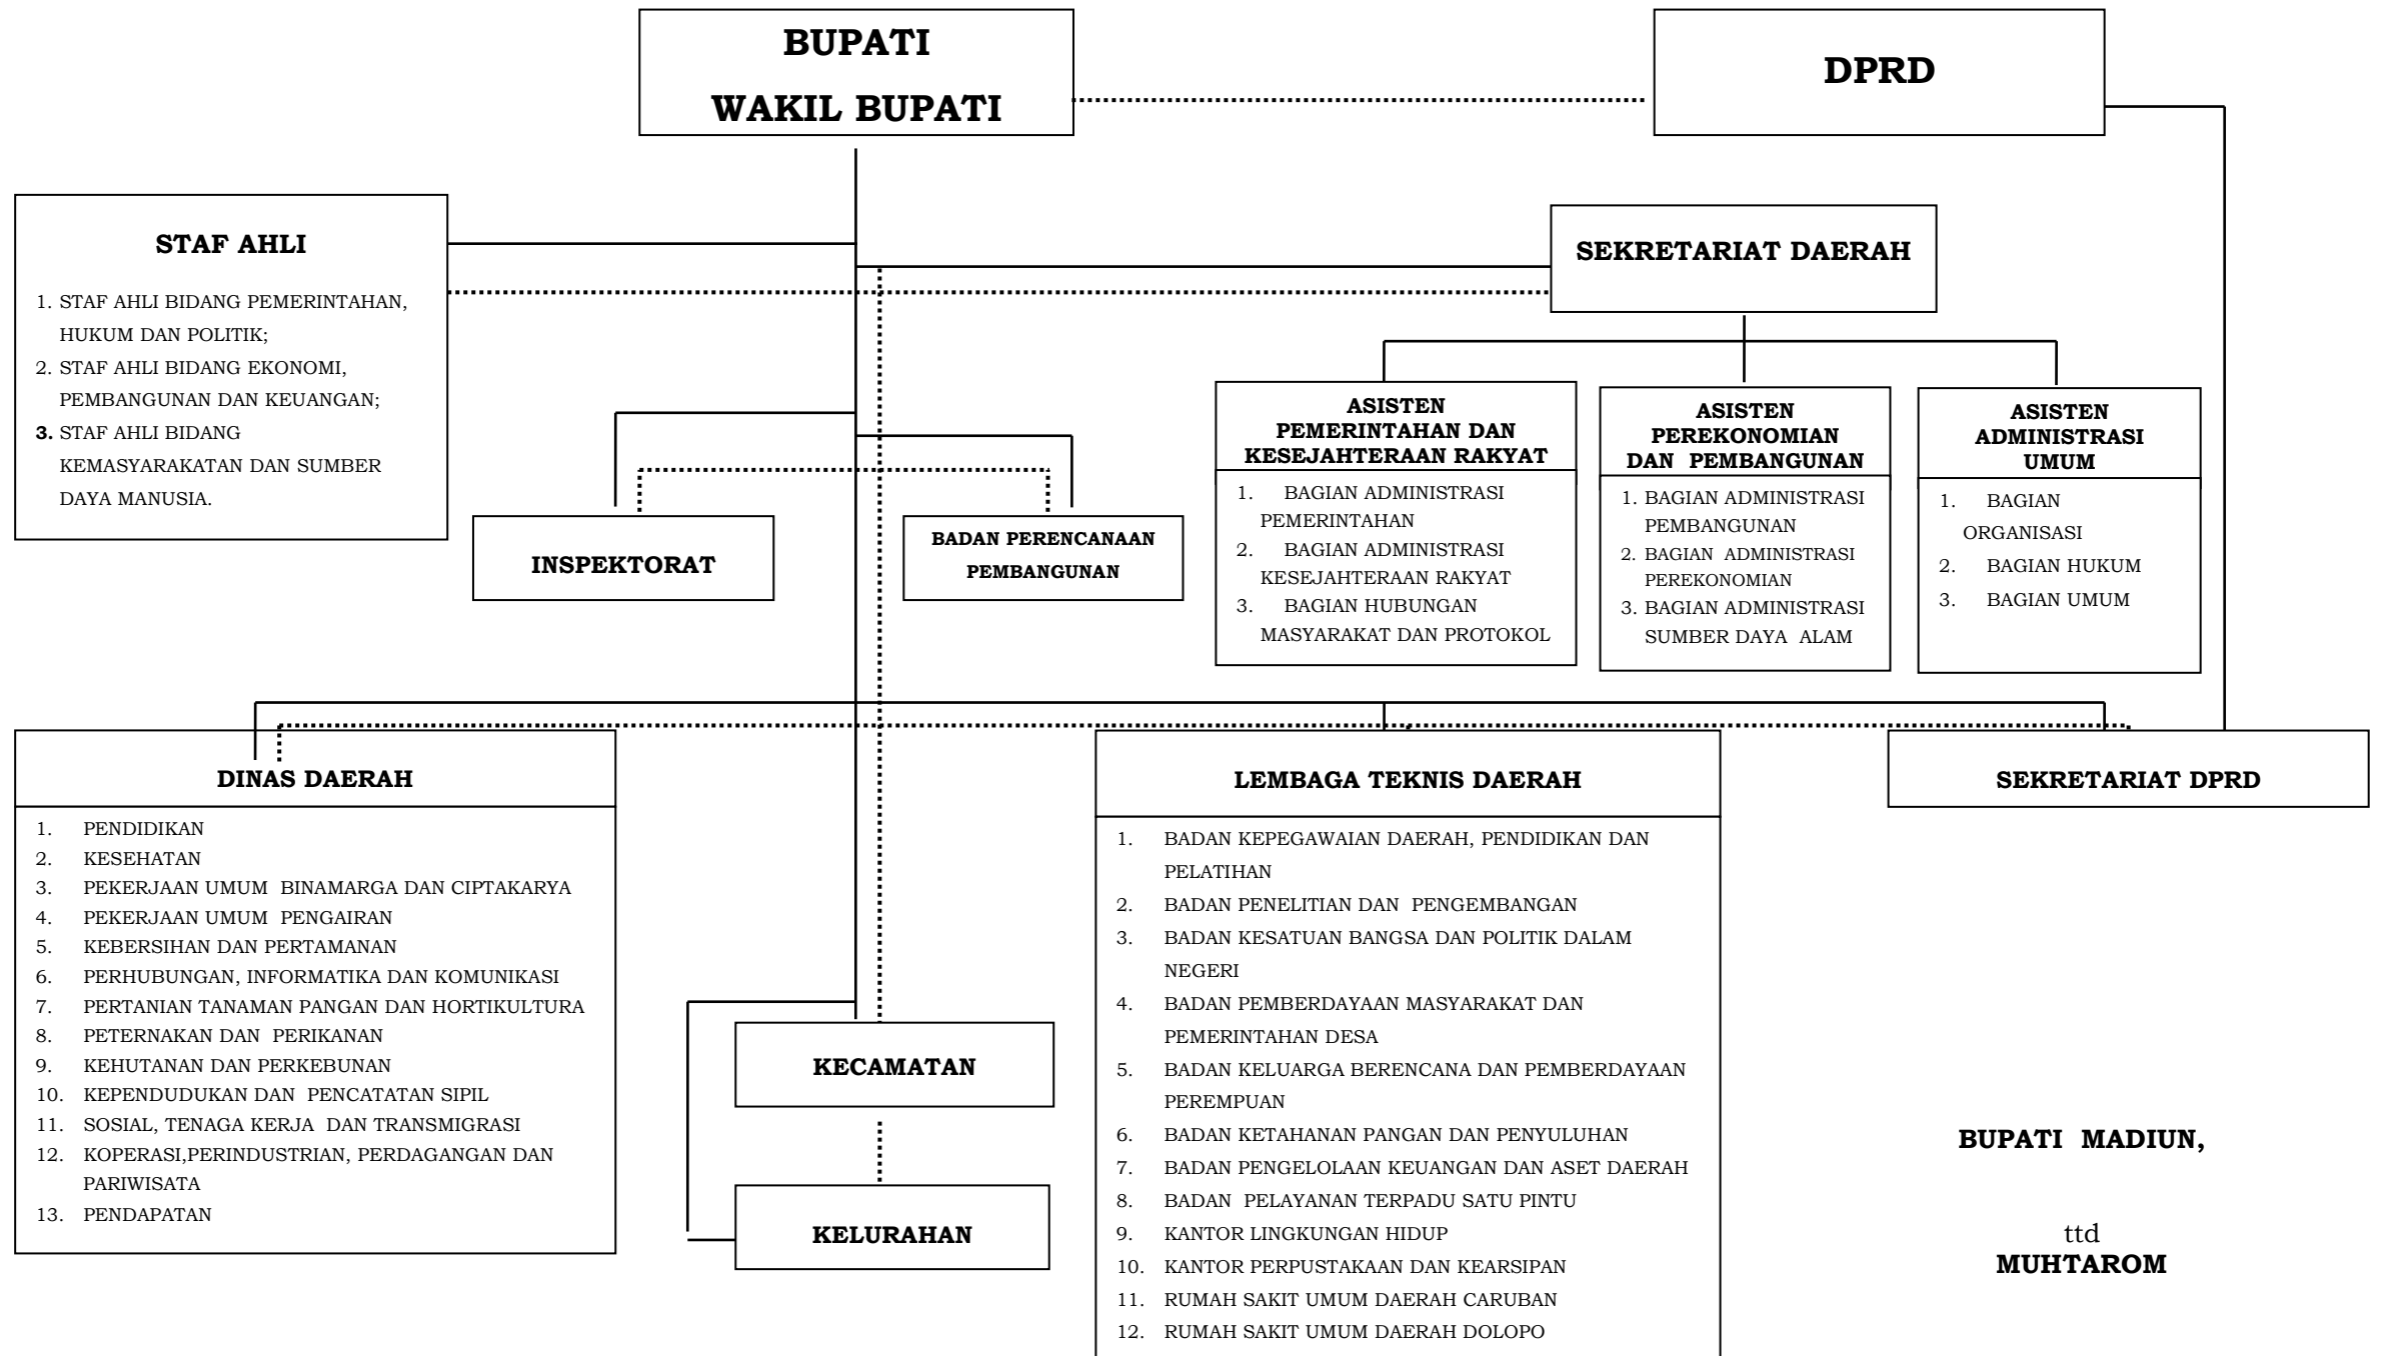 BUPATI
WAKIL BUPATI
DPRD
STAF AHLI
1. STAF AHLI BIDANG PEMERINTAHAN,
HUKUM DAN POLITIK;
2. STAF AHLI BIDANG EKONOMI,
PEMBANGUNAN DAN KEUANGAN;
3. STAF AHLI BIDANG
KEMASYARAKATAN DAN SUMBER
DAYA MANUSIA.
SEKRETARIAT DAERAH
INSPEKTORAT
BADAN PERENCANAAN
PEMBANGUNAN
ASISTEN
PEMERINTAHAN DAN
KESEJAHTERAAN RAKYAT
1. BAGIAN ADMINISTRASI
PEMERINTAHAN
2. BAGIAN ADMINISTRASI
KESEJAHTERAAN RAKYAT
3. BAGIAN HUBUNGAN
MASYARAKAT DAN PROTOKOL
ASISTEN
PEREKONOMIAN
DAN PEMBANGUNAN
1. BAGIAN ADMINISTRASI
PEMBANGUNAN
2. BAGIAN ADMINISTRASI
PEREKONOMIAN
3. BAGIAN ADMINISTRASI
SUMBER DAYA ALAM
ASISTEN
ADMINISTRASI
UMUM
1. BAGIAN
ORGANISASI
2. BAGIAN HUKUM
3. BAGIAN UMUM
DINAS DAERAH
1. PENDIDIKAN
2. KESEHATAN
3. PEKERJAAN UMUM BINAMARGA DAN CIPTAKARYA
4. PEKERJAAN UMUM PENGAIRAN
5. KEBERSIHAN DAN PERTAMANAN
6. PERHUBUNGAN, INFORMATIKA DAN KOMUNIKASI
7. PERTANIAN TANAMAN PANGAN DAN HORTIKULTURA
8. PETERNAKAN DAN PERIKANAN
9. KEHUTANAN DAN PERKEBUNAN
10. KEPENDUDUKAN DAN PENCATATAN SIPIL
11. SOSIAL, TENAGA KERJA DAN TRANSMIGRASI
12. KOPERASI,PERINDUSTRIAN, PERDAGANGAN DAN
PARIWISATA
13. PENDAPATAN
KECAMATAN
KELURAHAN
LEMBAGA TEKNIS DAERAH
1. BADAN KEPEGAWAIAN DAERAH, PENDIDIKAN DAN
PELATIHAN
2. BADAN PENELITIAN DAN PENGEMBANGAN
3. BADAN KESATUAN BANGSA DAN POLITIK DALAM
NEGERI
4. BADAN PEMBERDAYAAN MASYARAKAT DAN
PEMERINTAHAN DESA
5. BADAN KELUARGA BERENCANA DAN PEMBERDAYAAN
PEREMPUAN
6. BADAN KETAHANAN PANGAN DAN PENYULUHAN
7. BADAN PENGELOLAAN KEUANGAN DAN ASET DAERAH
8. BADAN PELAYANAN TERPADU SATU PINTU
9. KANTOR LINGKUNGAN HIDUP
10. KANTOR PERPUSTAKAAN DAN KEARSIPAN
11. RUMAH SAKIT UMUM DAERAH CARUBAN
12. RUMAH SAKIT UMUM DAERAH DOLOPO
SEKRETARIAT DPRD
BUPATI MADIUN,
ttd
MUHTAROM